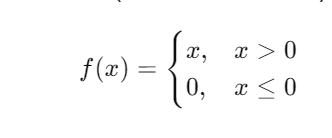 f(x) = { x, x > 0
0, x ≤ 0